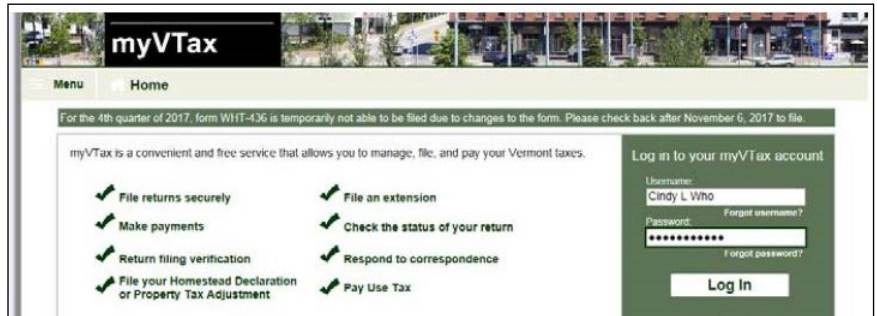 myVTax
Menu Home
For the 4th quarter of 2017, form WHT-436 is temporarily not able to be filed due to changes to the form. Please check back after November 6, 2017 to file.
myVTax is a convenient and free service that allows you to manage, file, and pay your Vermont taxes.
File returns securely
Make payments
Return filing verification
File your Homestead Declaration
or Property Tax Adjustment
File an extension
Check the status of your return
Respond to correspondence
Pay Use Tax
Log in to your myVTax account
Username:
Cindy L Who
Forgot username?
Password:
•••••••••••
Forgot password?
Log In